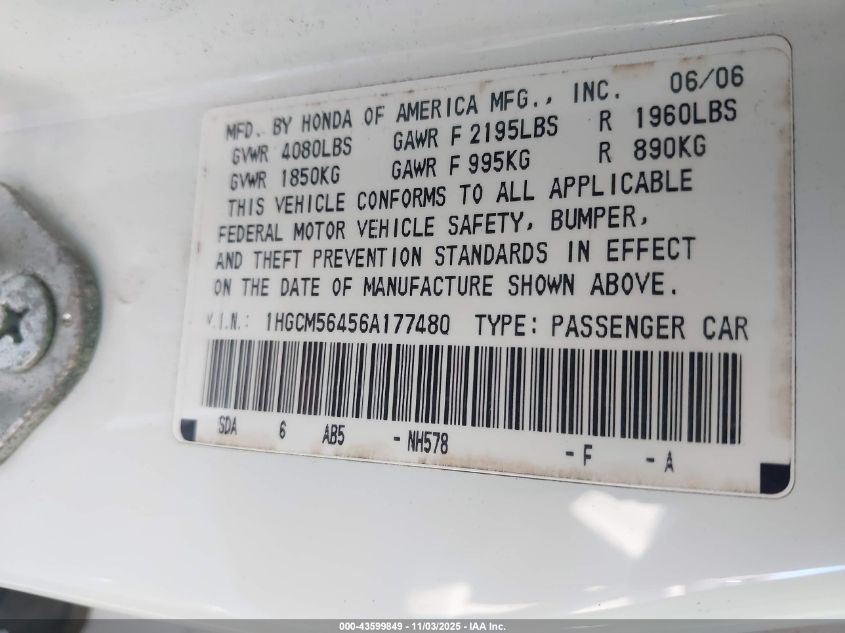 06/06
MFD. BY HONDA OF AMERICA MFG., INC.
GVWR 4080LBS GAWR F 2195LBS R 1960LBS
GVWR 1850KG GAWR F 995KG R 890KG
THIS VEHICLE CONFORMS TO ALL APPLICABLE
FEDERAL MOTOR VEHICLE SAFETY, BUMPER,
AND THEFT PREVENTION STANDARDS IN EFFECT
ON THE DATE OF MANUFACTURE SHOWN ABOVE.
V.I.N.: 1HGCM56456A177480 TYPE: PASSENGER CAR
SDA 6 AB5 -NH578 -F -A
000-43599849 - 11/03/2025 - IAA Inc.